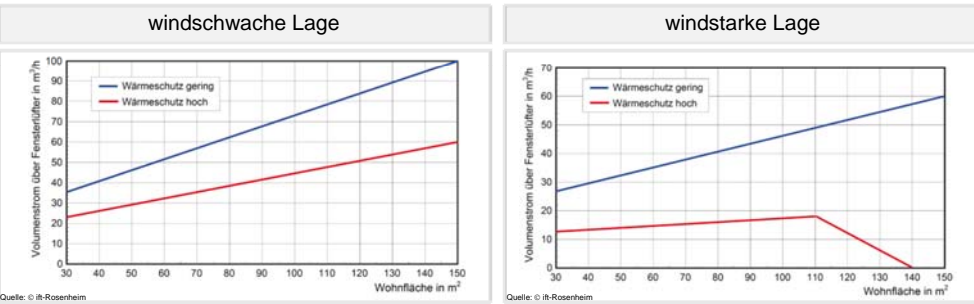 windschwache Lage
Volumenstrom über Fensterlüfter in m³/h
100
90
80
70
60
50
40
30
20
10
0
Wärmeschutz gering
Wärmeschutz hoch
30 40 50 60 70 80 90 100 110 120 130 140 150
Wohnfläche in m²
Quelle: © ift-Rosenheim
windstarke Lage
Volumenstrom über Fensterlüfter in m³/h
70
60
50
40
30
20
10
0
Wärmeschutz gering
Wärmeschutz hoch
30 40 50 60 70 80 90 100 110 120 130 140 150
Wohnfläche in m²
Quelle: © ift-Rosenheim